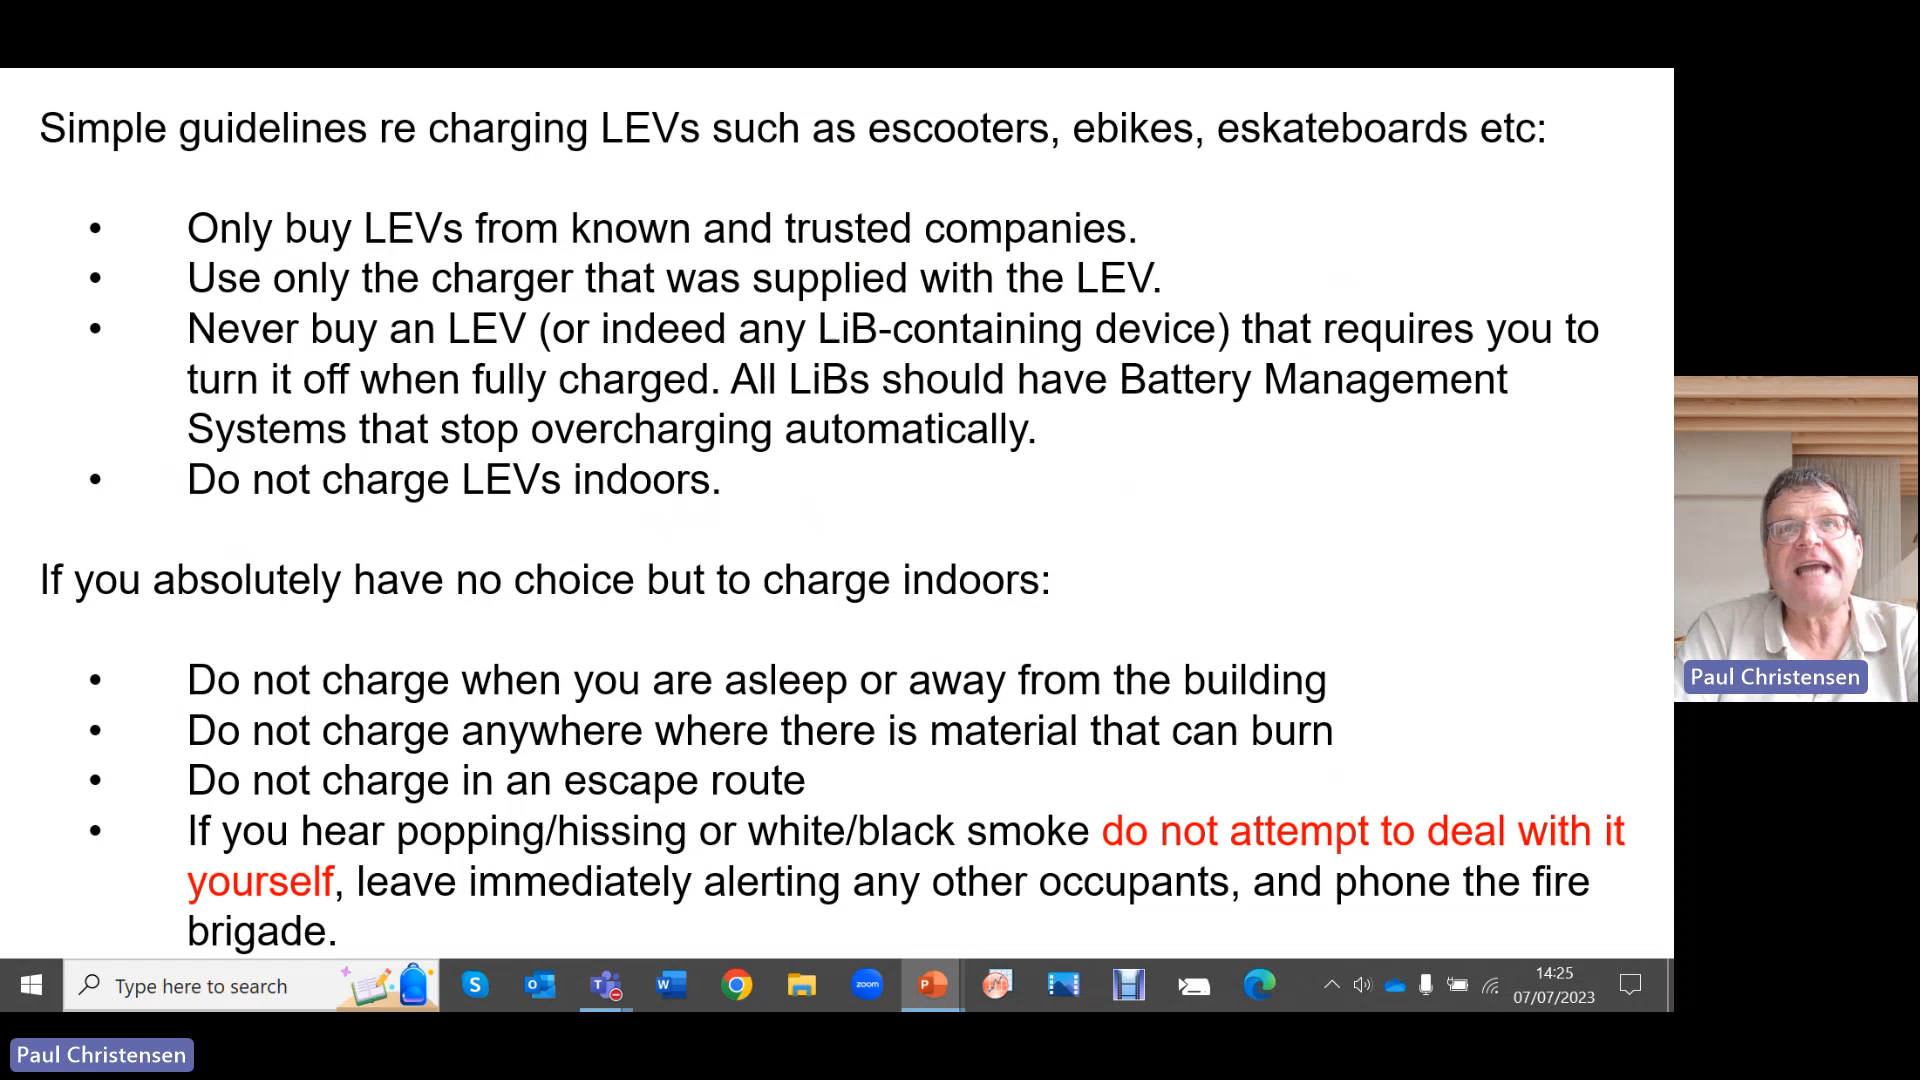 Simple guidelines re charging LEVs such as escooters, ebikes, eskateboards etc:
• Only buy LEVs from known and trusted companies.
• Use only the charger that was supplied with the LEV.
• Never buy an LEV (or indeed any LiB-containing device) that requires you to
turn it off when fully charged. All LiBs should have Battery Management
Systems that stop overcharging automatically.
• Do not charge LEVs indoors.
If you absolutely have no choice but to charge indoors:
• Do not charge when you are asleep or away from the building
• Do not charge anywhere where there is material that can burn
• Do not charge in an escape route
• If you hear popping/hissing or white/black smoke do not attempt to deal with it
yourself, leave immediately alerting any other occupants, and phone the fire
brigade.
Paul Christensen
Type here to search
zoom
14:25
07/07/2023
Paul Christensen